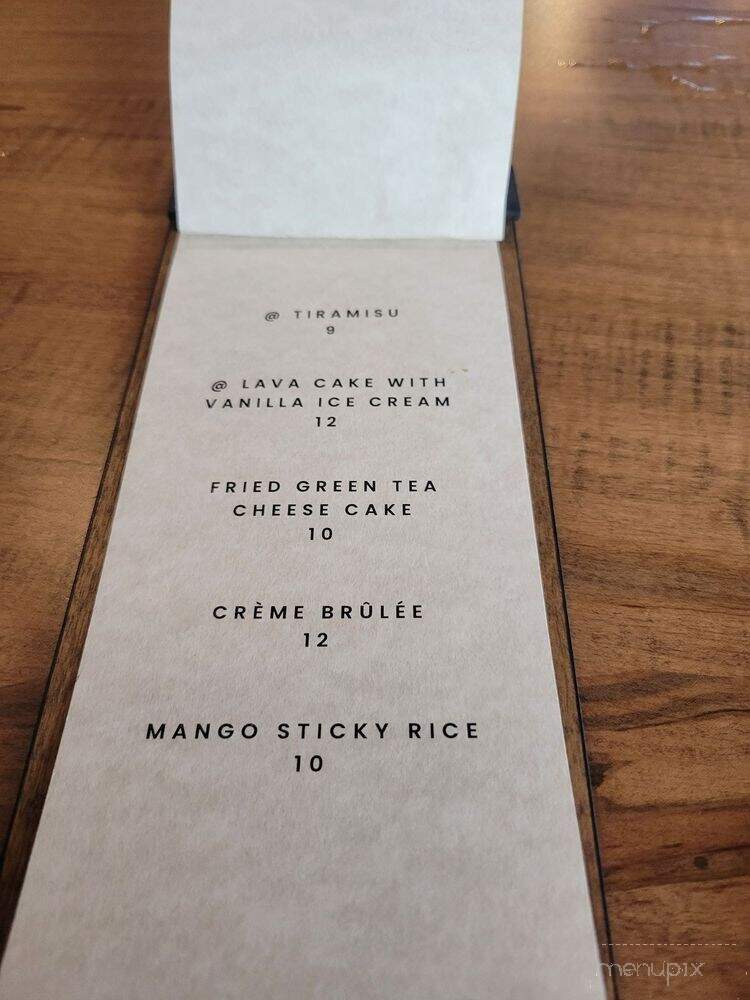 @ TIRAMISU
9
@ LAVA CAKE WITH
VANILLA ICE CREAM
12
FRIED GREEN TEA
CHEESE CAKE
10
CRÈME BRÛLÉE
12
MANGO STICKY RICE
10
menupix